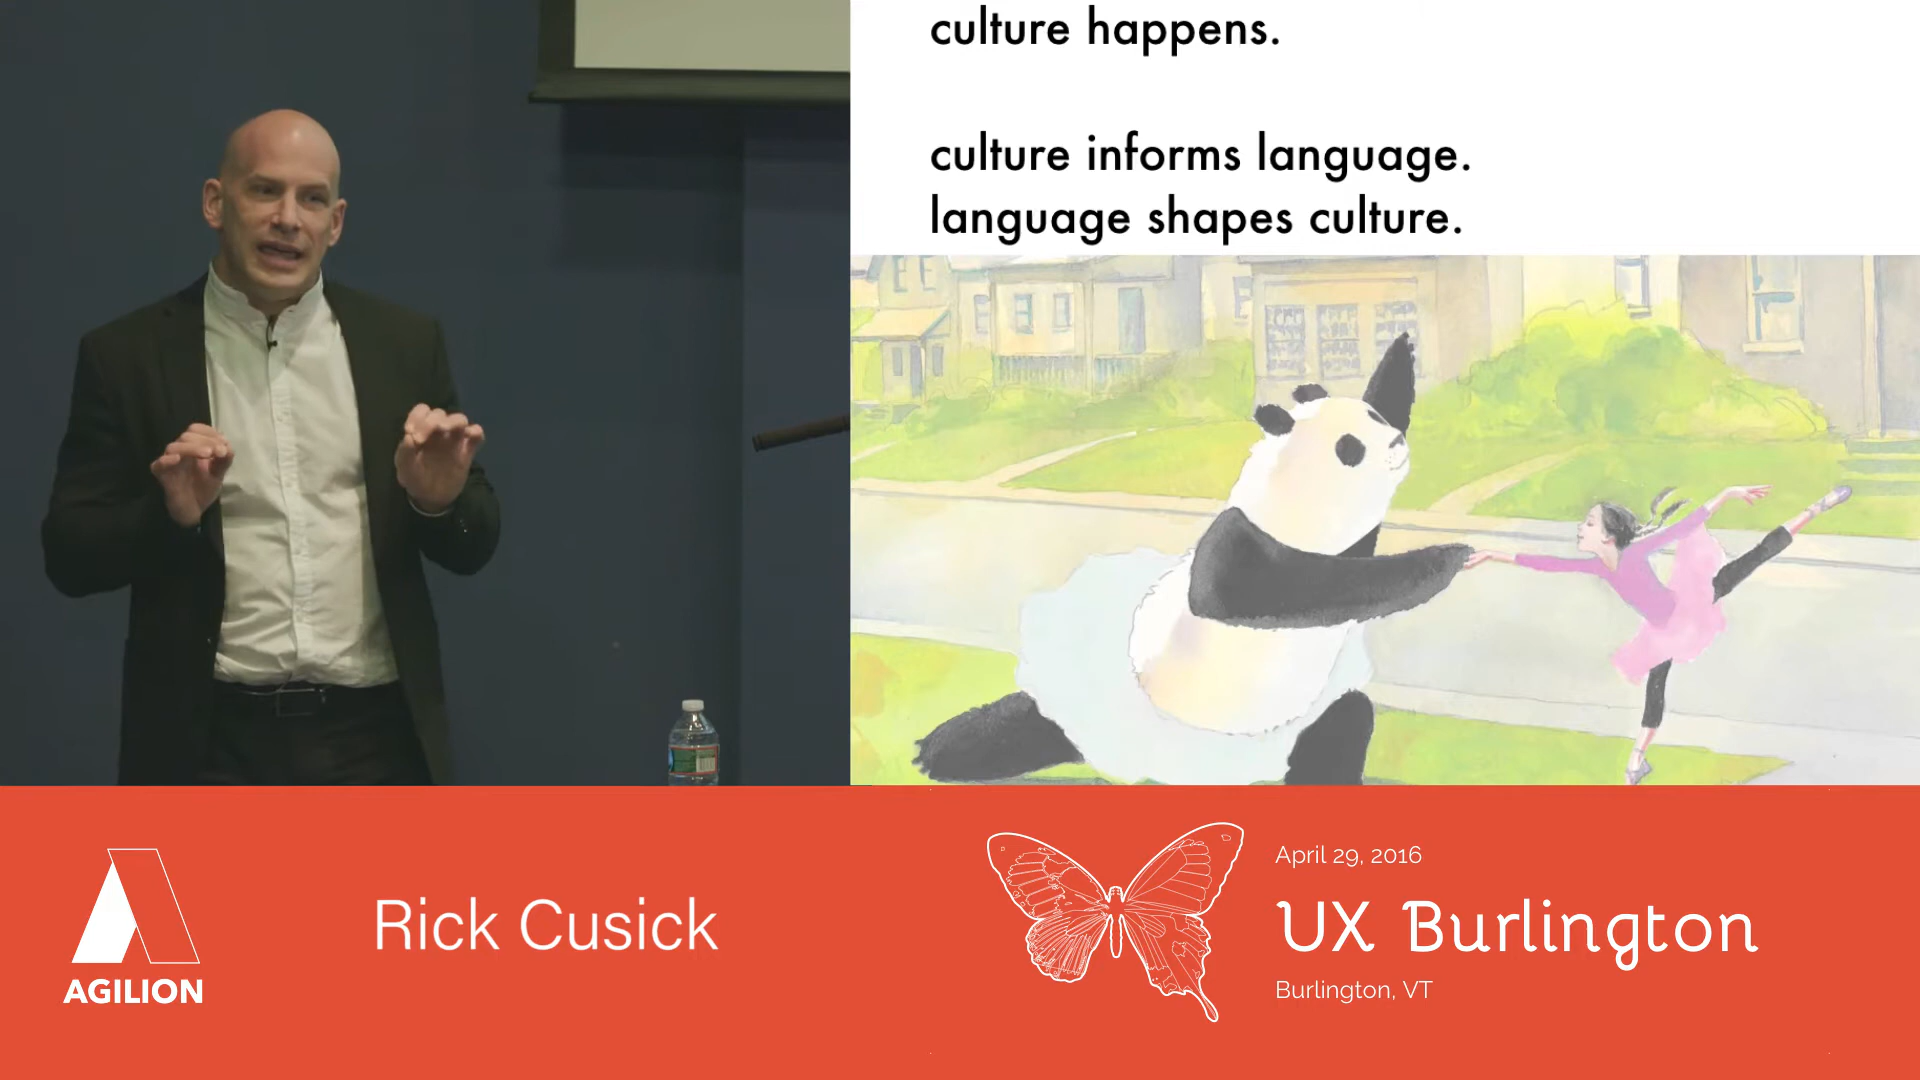 culture happens.
culture informs language.
language shapes culture.
AGILION
Rick Cusick
April 29, 2016
UX Burlington
Burlington, VT